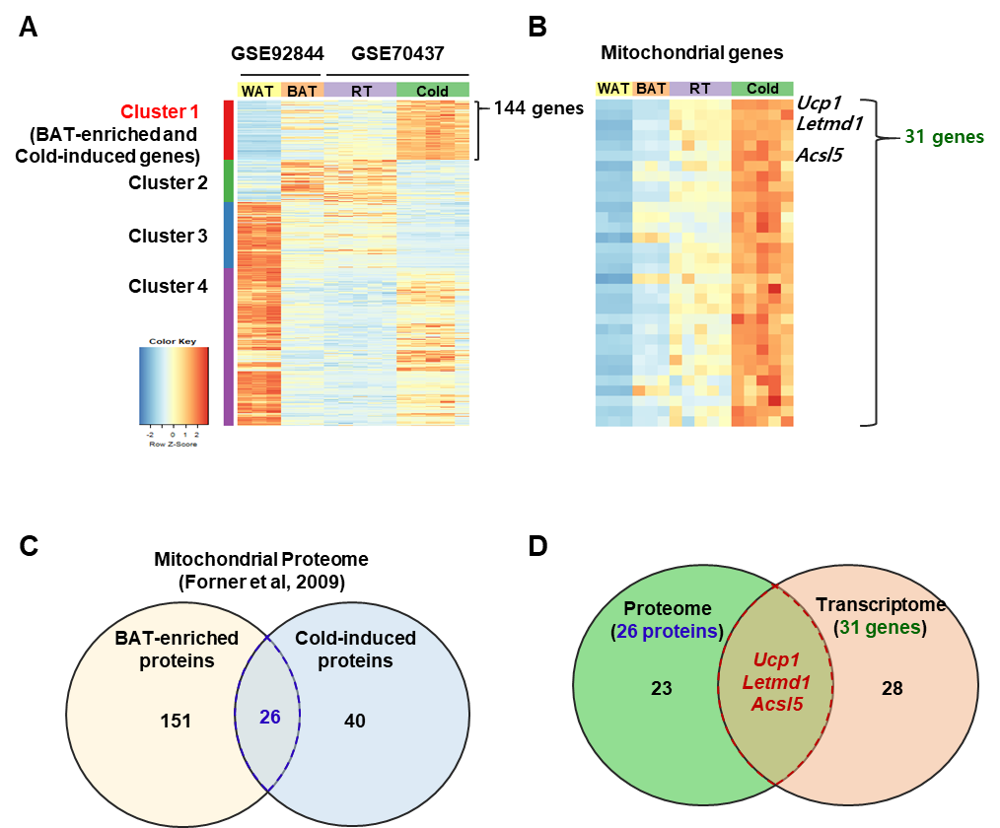 A
GSE92844 GSE70437
WAT BAT RT Cold
Cluster 1
(BAT-enriched and
Cold-induced genes)
144 genes
Cluster 2
Cluster 3
Cluster 4
Color Key
-2 0 1 2
Row Z-Score
B
Mitochondrial genes
WAT BAT RT Cold
Ucp1
Letmd1
Acsl5
31 genes
C
Mitochondrial Proteome
(Forner et al, 2009)
BAT-enriched
proteins
Cold-induced
proteins
151
26
40
D
Proteome
(26 proteins)
Transcriptome
(31 genes)
23
Ucp1
Letmd1
Acsl5
28